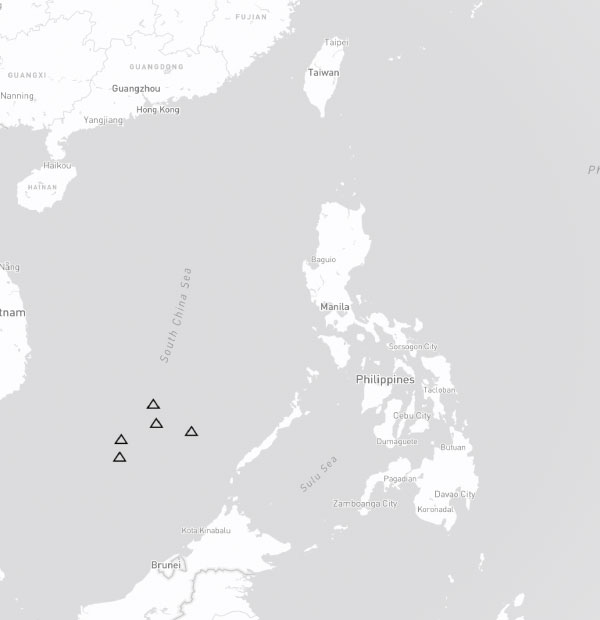 FUJIAN
Taipei
GUANGDONG
Taiwan
GUANGXI
Guangzhou
Nanning
Hong Kong
Yangjiang
Haikou
HAINAN
Ph
Baguio
Nẵng
South China Sea
Manila
tnam
Sorsogon City
Philippines
Tacloban
Cebu City
Dumaguete
Butuan
Sulu Sea
Pagadian
Davao City
Zamboanga City
Koronadal
Kota Kinabalu
Brunei